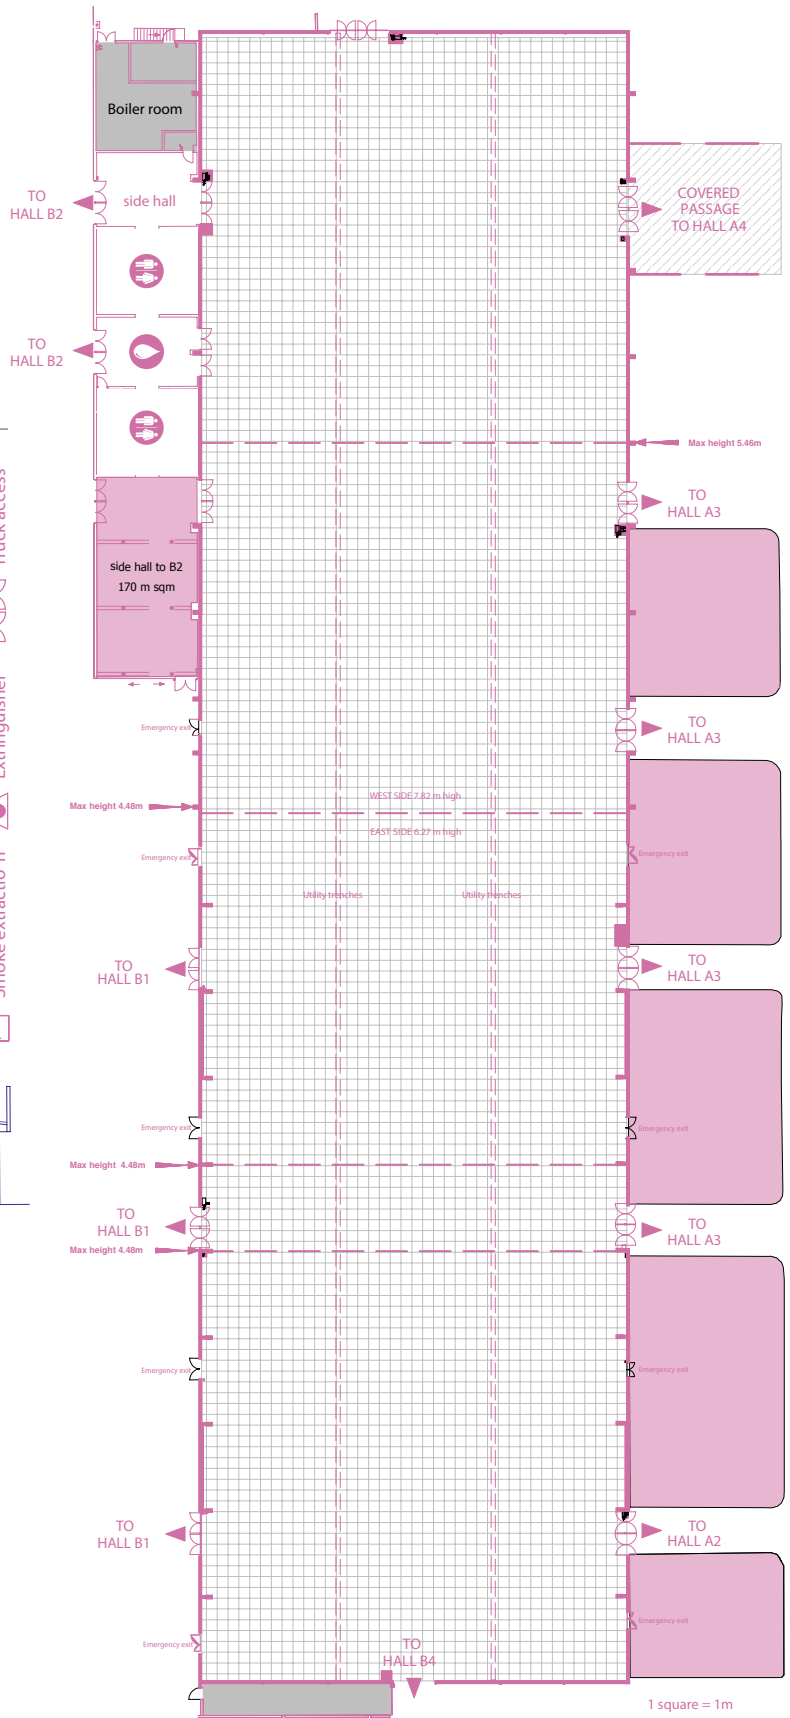 Boiler room
side hall
TO
HALL B2
COVERED
PASSAGE
TO HALL A4
TO
HALL B2
Max height 5.46m
TO
HALL A3
Truck access
Extinguisher
Smoke extraction
side hall to B2
170 m sqm
TO
HALL A3
Emergency exit
WEST SIDE 7.82 m high
Max height 4.48m
EAST SIDE 6.27 m high
Emergency exit
Emergency exit
Utility trenches
Utility trenches
TO
HALL B1
TO
HALL A3
Emergency exit
Emergency exit
Max height 4.48m
TO
HALL B1
TO
HALL A3
Max height 4.48m
Emergency exit
Emergency exit
TO
HALL B1
TO
HALL A2
Emergency exit
Emergency exit
TO
HALL B4
1 square = 1m